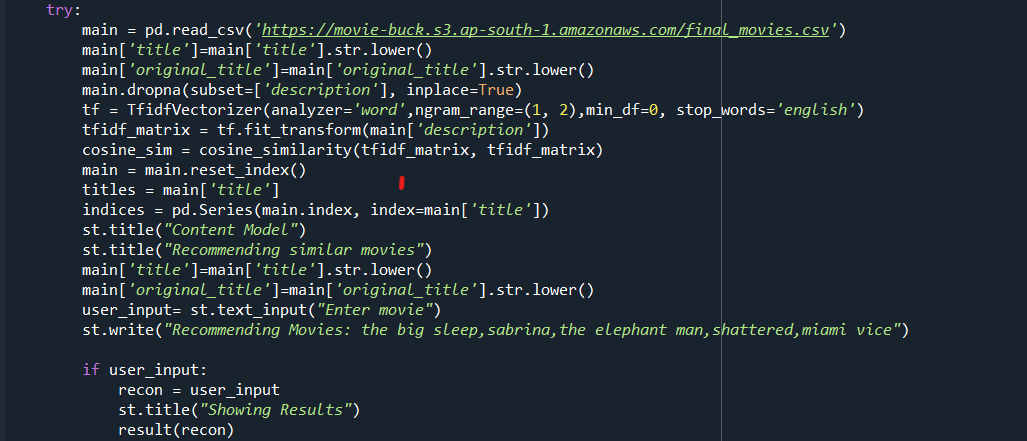 try:
main = pd.read_csv('https://movie-buck.s3.ap-south-1.amazonaws.com/final_movies.csv')
main['title']=main['title'].str.lower()
main['original_title']=main['original_title'].str.lower()
main.dropna(subset=['description'], inplace=True)
tf = TfidfVectorizer(analyzer='word',ngram_range=(1, 2),min_df=0, stop_words='english')
tfidf_matrix = tf.fit_transform(main['description'])
cosine_sim = cosine_similarity(tfidf_matrix, tfidf_matrix)
main = main.reset_index()
titles = main['title']
indices = pd.Series(main.index, index=main['title'])
st.title("Content Model")
st.title("Recommending similar movies")
main['title']=main['title'].str.lower()
main['original_title']=main['original_title'].str.lower()
user_input= st.text_input("Enter movie")
st.write("Recommending Movies: the big sleep,sabrina,the elephant man,shattered,miami vice")
if user_input:
recon = user_input
st.title("Showing Results")
result(recon)